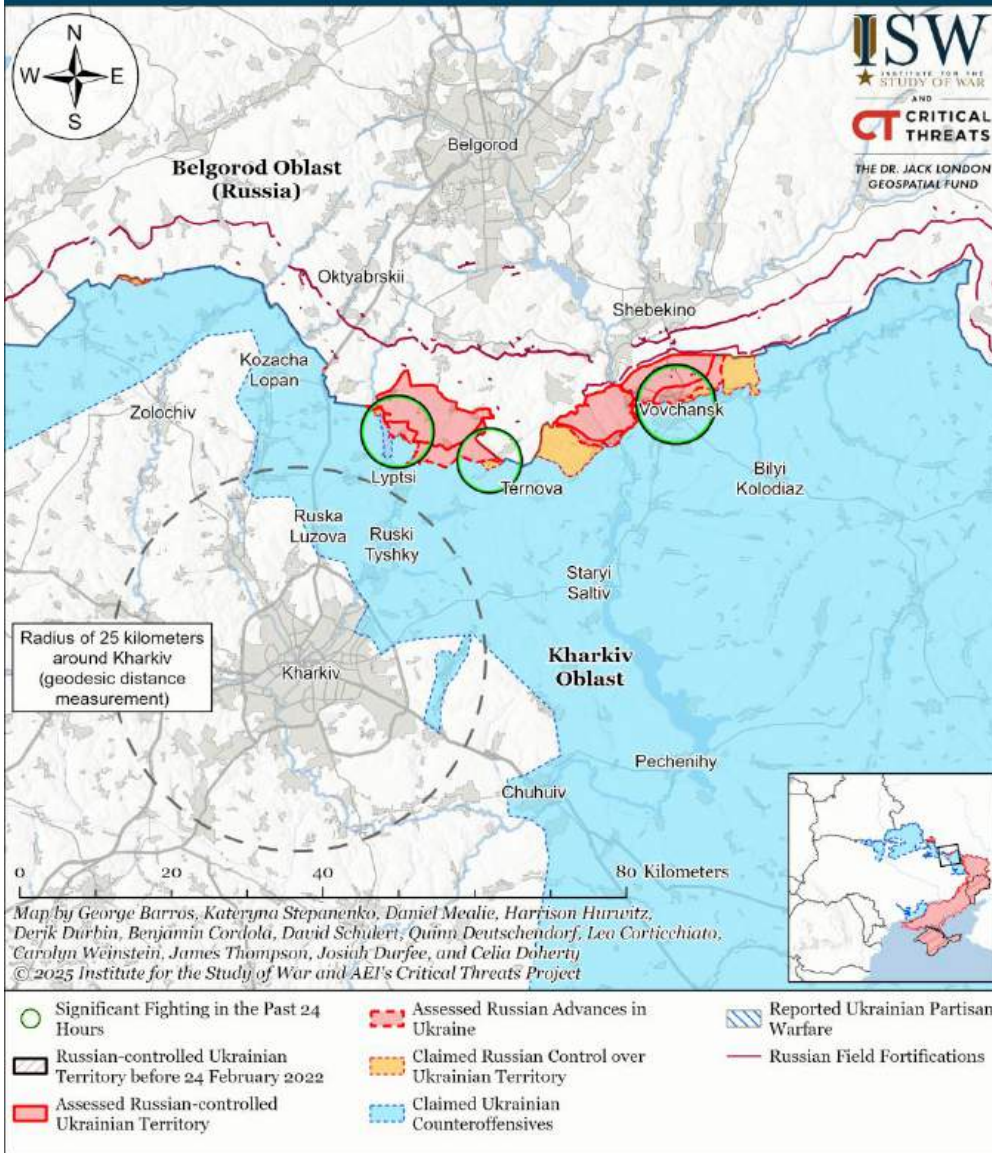 N
W E
S
ISW
INSTITUTE FOR THE
STUDY OF WAR
AND
CT CRITICAL
THREATS
THE DR. JACK LONDON
GEOSPATIAL FUND
Belgorod
Belgorod Oblast
(Russia)
Oktyabrskii
Shebekino
Kozacha
Lopan
Zolochiv
Vovchansk
Lyptsi
Ternova
Bilyi
Kolodiaz
Ruska
Luzova
Ruski
Tyshky
Staryi
Saltiv
Radius of 25 kilometers
around Kharkiv
(geodesic distance
measurement)
Kharkiv
Kharkiv
Oblast
Pechenihy
Chuhuiv
0 20 40 80 Kilometers
Map by George Barros, Kateryna Stepanenko, Daniel Mealie, Harrison Hurwitz,
Derik Durbin, Benjamin Cordola, David Schulert, Quinn Deutschendorf, Lea Corticchiato,
Carolyn Weinstein, James Thompson, Josiah Durfee, and Celia Doherty
© 2025 Institute for the Study of War and AEI's Critical Threats Project
Significant Fighting in the Past 24
Hours
Russian-controlled Ukrainian
Territory before 24 February 2022
Assessed Russian-controlled
Ukrainian Territory
Assessed Russian Advances in
Ukraine
Claimed Russian Control over
Ukrainian Territory
Claimed Ukrainian
Counteroffensives
Reported Ukrainian Partisan
Warfare
Russian Field Fortifications